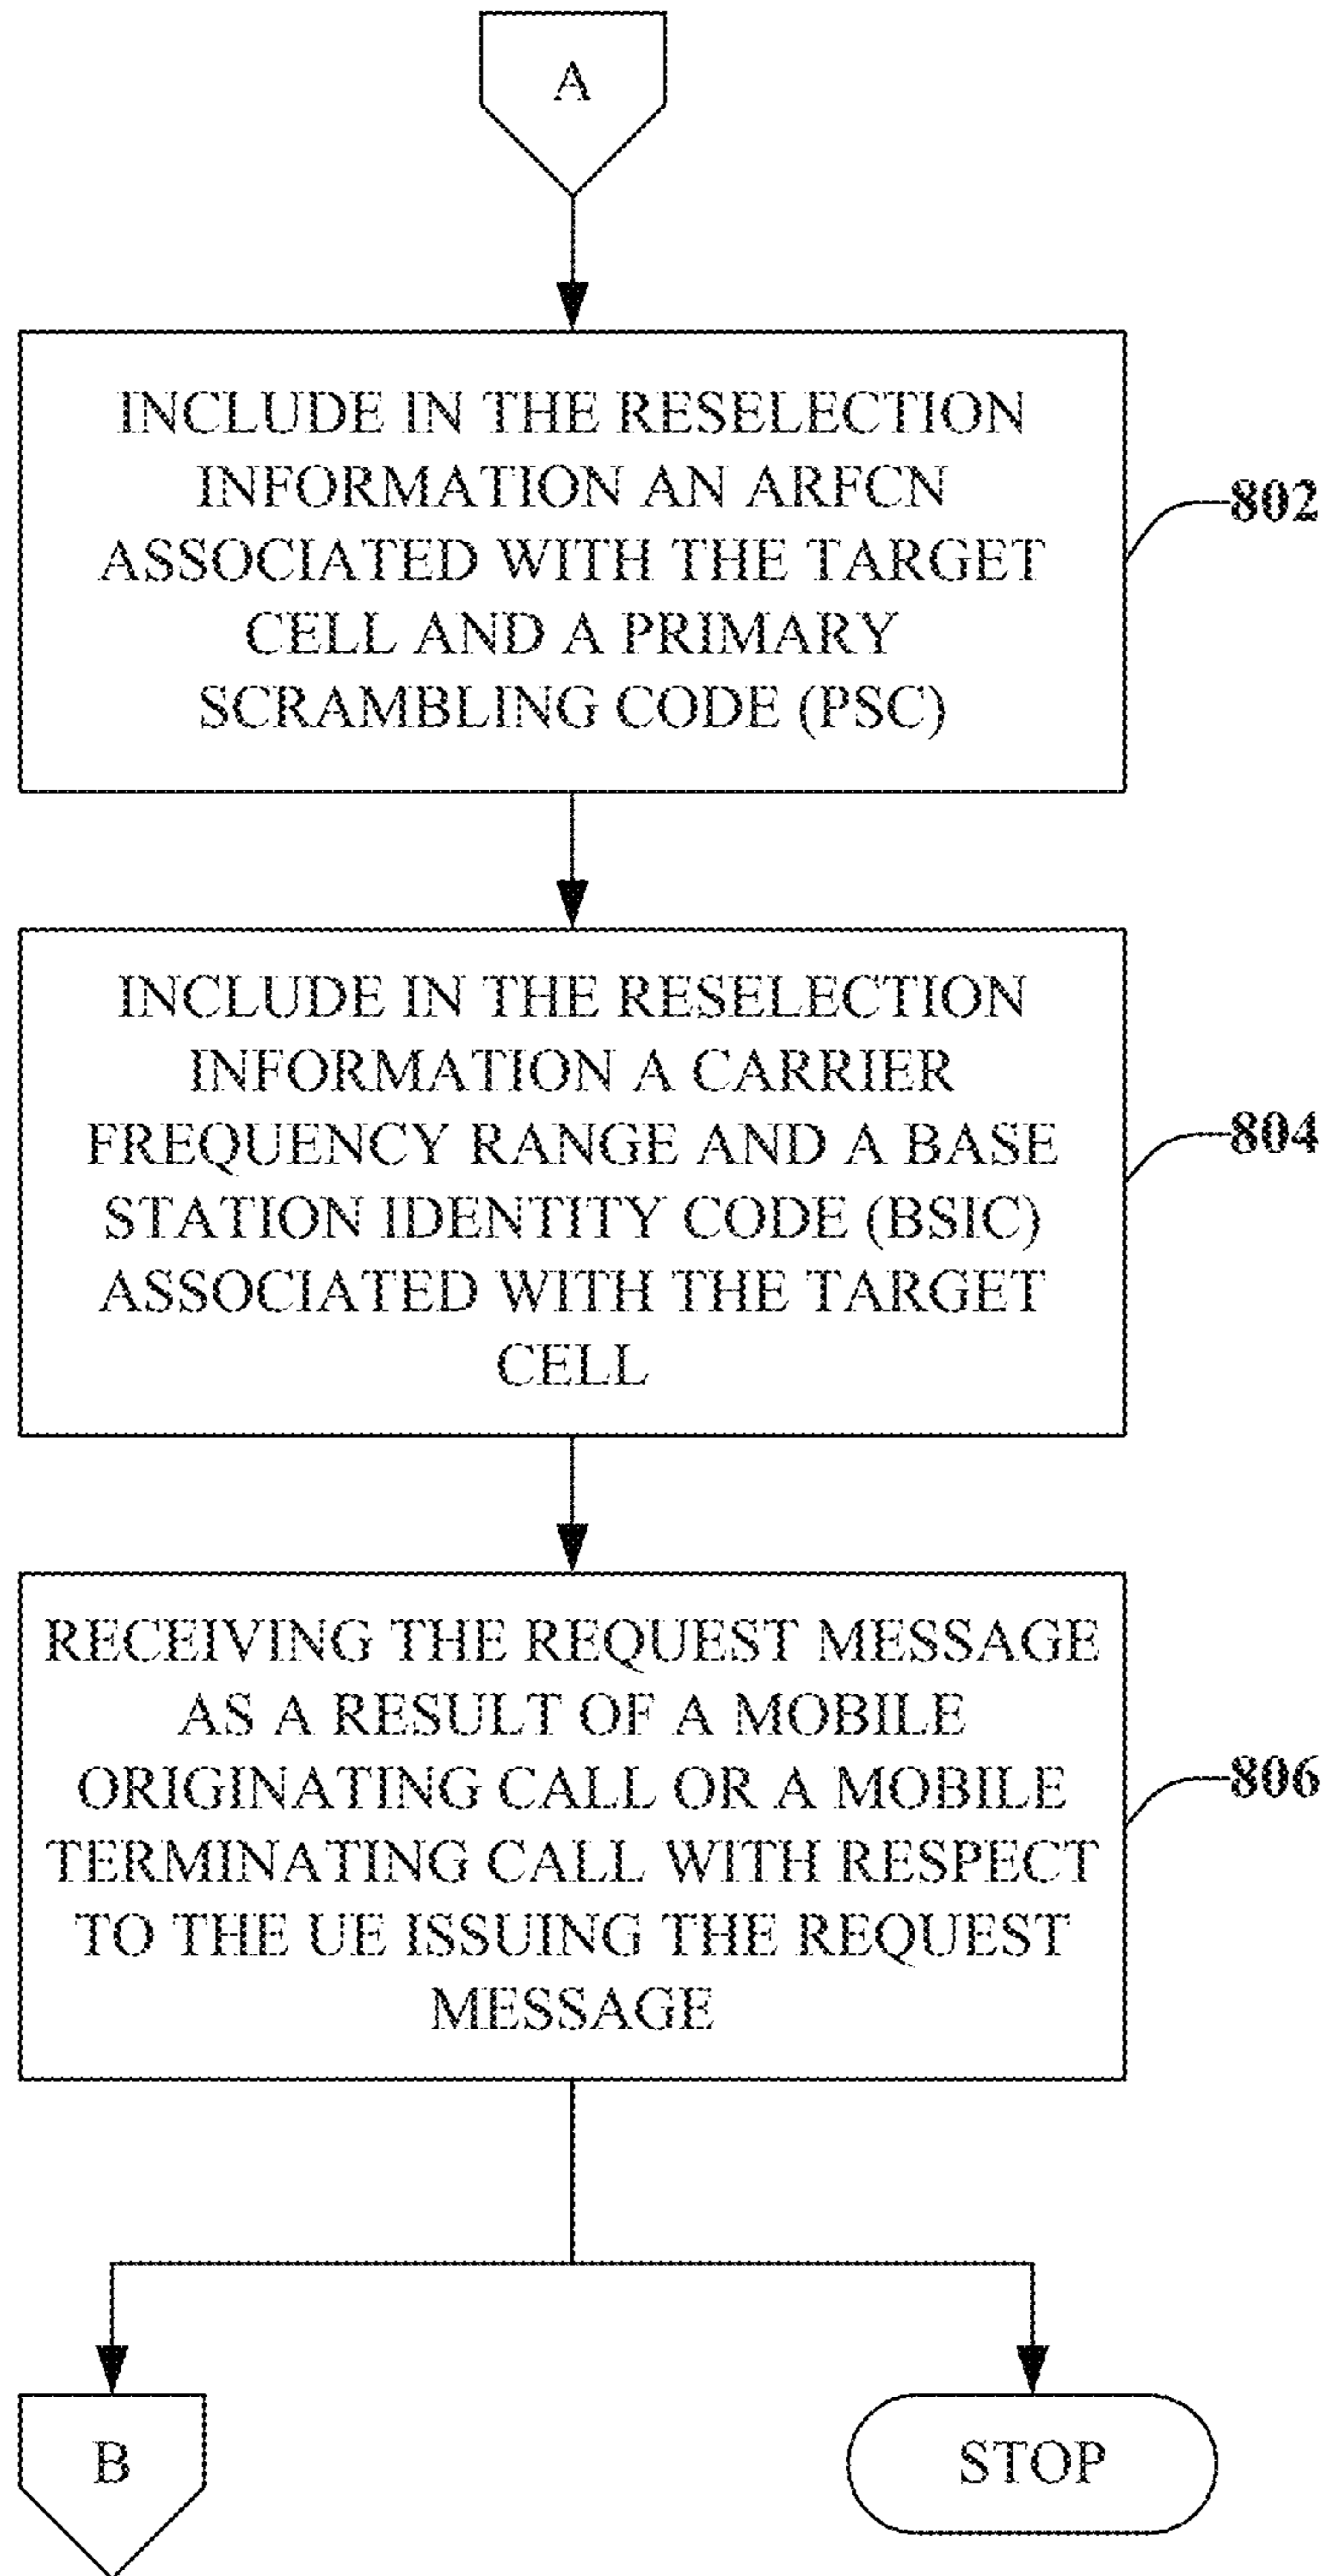 A
INCLUDE IN THE RESELECTION
INFORMATION AN ARFCN
ASSOCIATED WITH THE TARGET
CELL AND A PRIMARY
SCRAMBLING CODE (PSC)
802
INCLUDE IN THE RESELECTION
INFORMATION A CARRIER
FREQUENCY RANGE AND A BASE
STATION IDENTITY CODE (BSIC)
ASSOCIATED WITH THE TARGET
CELL
804
RECEIVING THE REQUEST MESSAGE
AS A RESULT OF A MOBILE
ORIGINATING CALL OR A MOBILE
TERMINATING CALL WITH RESPECT
TO THE UE ISSUING THE REQUEST
MESSAGE
806
B
STOP